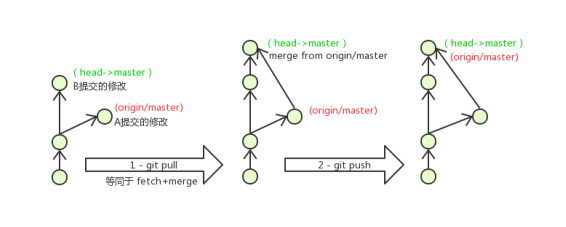 ( head->master )
B提交的修改
(origin/master)
A提交的修改
1 - git pull
等同于 fetch+merge
( head->master )
merge from origin/master
(origin/master)
2 - git push
( head->master )
(origin/master)